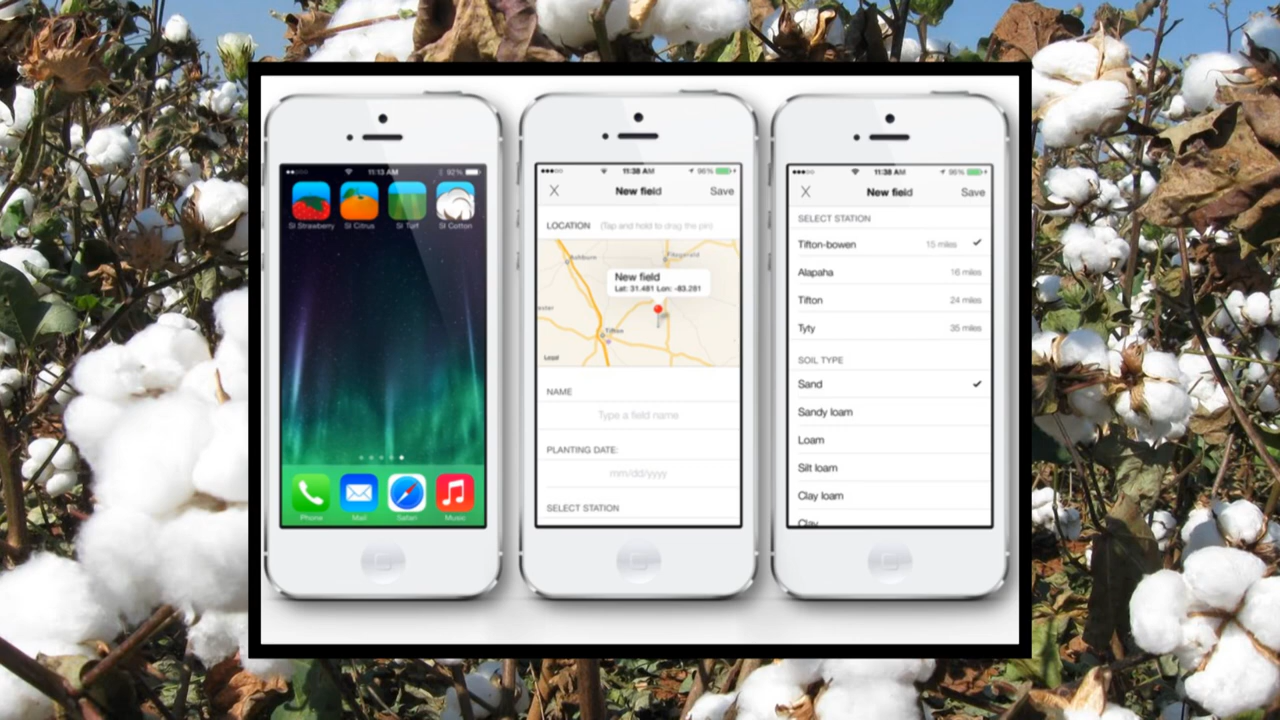 11:13 AM
92%
SI Strawberry
SI Citrus
SI Turf
SI Cotton
Phone
Mail
Safari
Music
11:38 AM
96%
New field
Save
LOCATION (Tap and hold to drag the pin)
Ashburn
Fitzgerald
New field
Lat: 31.481 Lon: -83.281
Tifton
Legal
NAME
Type a field name
PLANTING DATE:
mm/dd/yyyy
SELECT STATION
11:38 AM
96%
New field
Save
SELECT STATION
Tifton-bowen 15 miles
Alapaha 16 miles
Tifton 24 miles
Tyty 35 miles
SOIL TYPE
Sand
Sandy loam
Loam
Silt loam
Clay loam
Clay